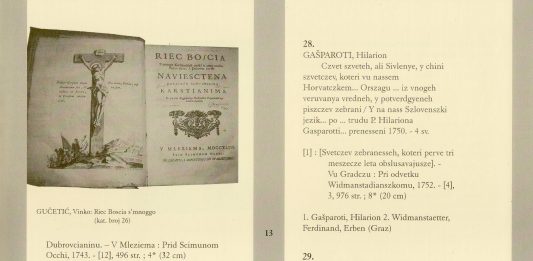 RIEC BOSCIA
NAVIESCTENA
KARSTIANIMA
V MLEZIEMA, MDCCXLIII.
GUČETIĆ, Vinko: Riec Boscia s'mnoggo
(kat. broj 26)
Dubrovcianinu. – V Mleziema : Prid Scimunom
Occhi, 1743. - [12], 496 str. ; 4* (32 cm)
13
28.
GAŠPAROTI, Hilarion
Czvet szveteh, ali Sivlenye, y chini
szvetczev, koteri vu nassem
Horvatczkem... Orszagu ... iz vnogeh
veruvanya vredneh, y potverdgyeneh
piszczev zebrani / Y na nass Szlovenszki
jezik... po ... trudu P. Hilariona
Gasparotti... prenesseni 1750. - 4 sv.
[1] : [Svetczev zebranesseh, koteri perve tri
meszecze leta obslusavajusze]. -
Vu Gradczu : Pri odvetku
Widmanstadianszkomu, 1752. - [4],
3, 976 str. ; 8* (20 cm)
1. Gašparoti, Hilarion 2. Widmanstaetter,
Ferdinand, Erben (Graz)
29.